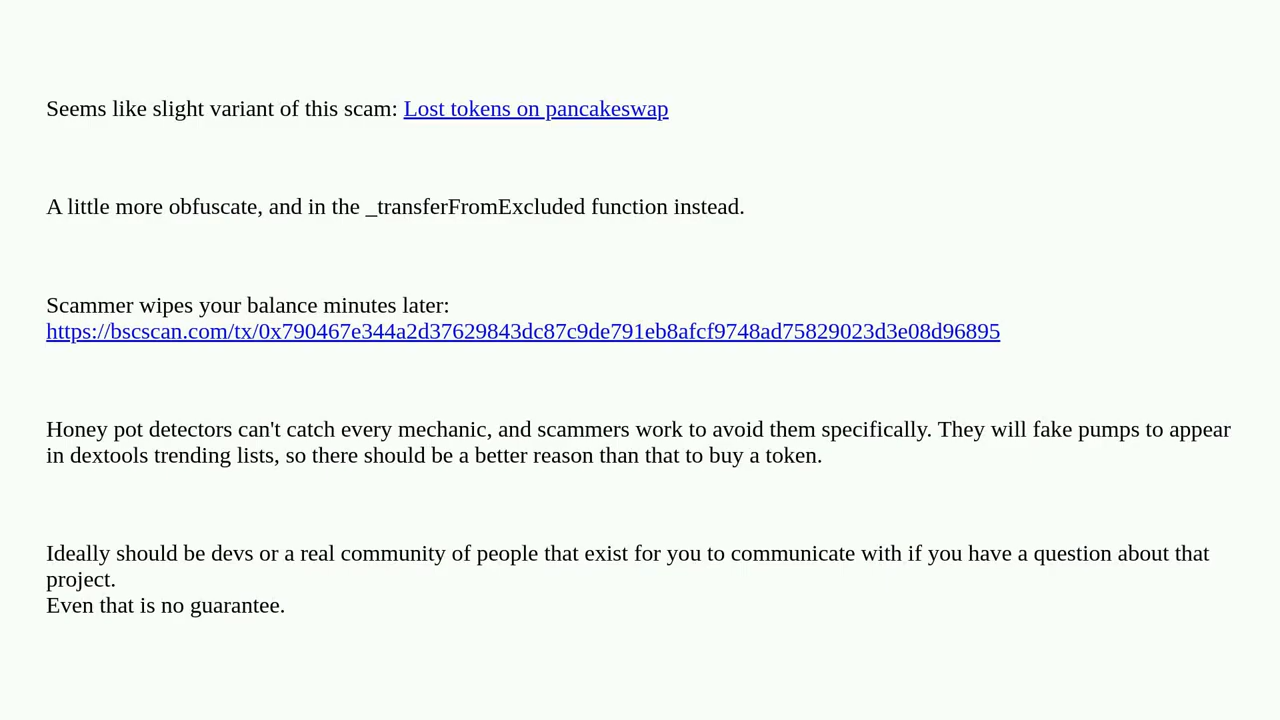 Seems like slight variant of this scam: Lost tokens on pancakeswap
A little more obfuscate, and in the _transferFromExcluded function instead.
Scammer wipes your balance minutes later:
https://bscscan.com/tx/0x790467e344a2d37629843dc87c9de791eb8afcf9748ad75829023d3e08d96895
Honey pot detectors can't catch every mechanic, and scammers work to avoid them specifically. They will fake pumps to appear
in dextools trending lists, so there should be a better reason than that to buy a token.
Ideally should be devs or a real community of people that exist for you to communicate with if you have a question about that
project.
Even that is no guarantee.